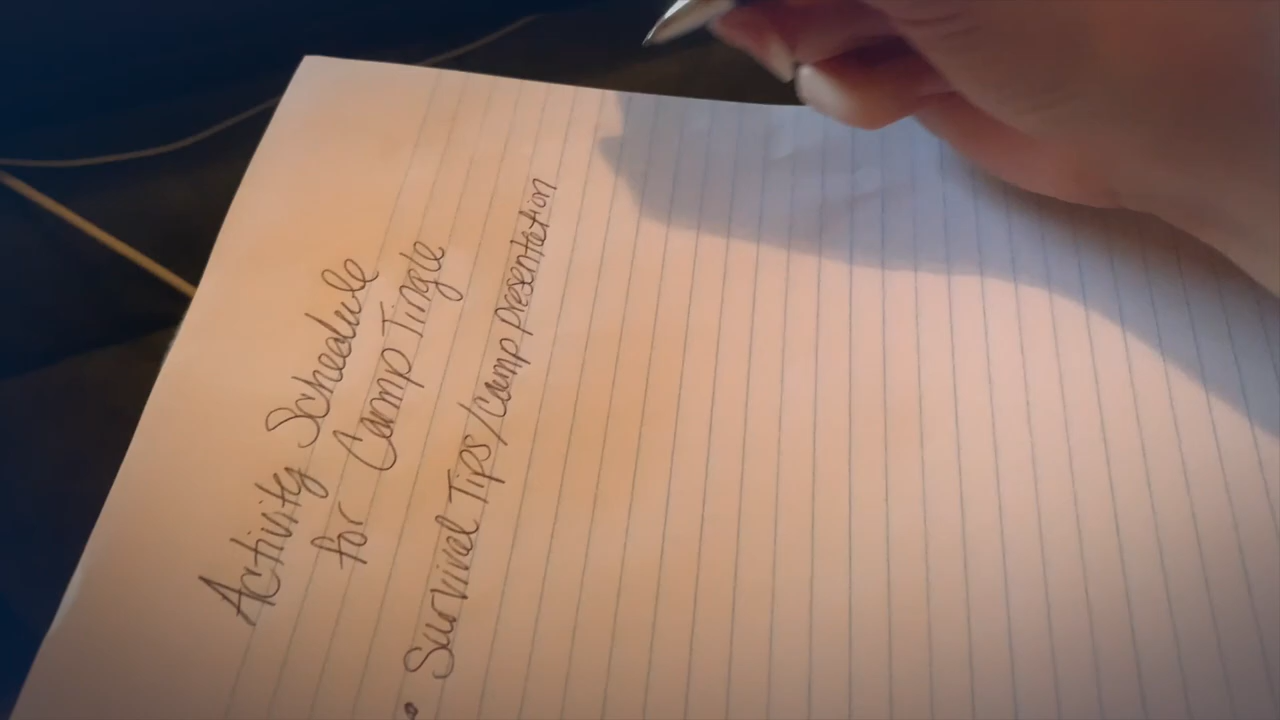 Activity Schedule
for Camp Tingle
• Survival Tips/Camp Presentation